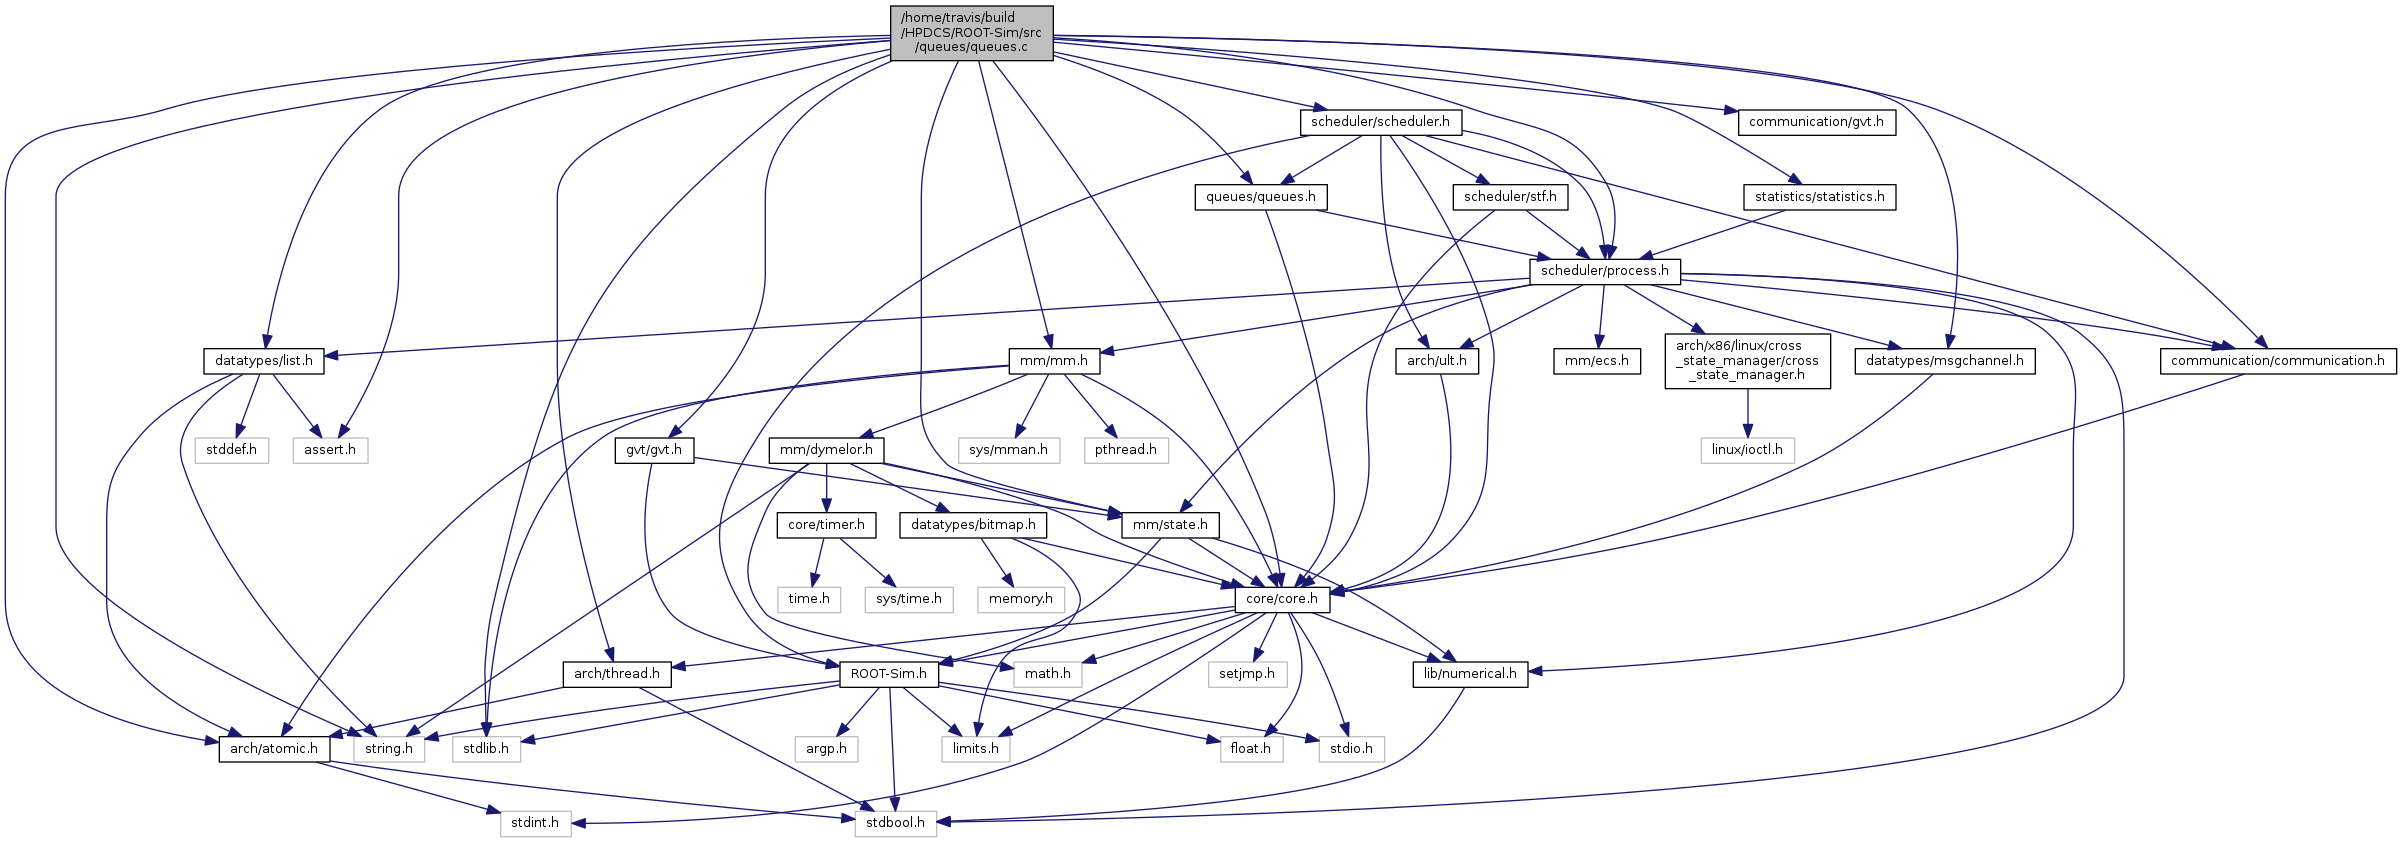 /home/travis/build
/HPDCS/ROOT-Sim/src
/queues/queues.c
scheduler/scheduler.h
communication/gvt.h
queues/queues.h
scheduler/stf.h
statistics/statistics.h
scheduler/process.h
datatypes/list.h
mm/mm.h
arch/ult.h
mm/ecs.h
arch/x86/linux/cross
_state_manager/cross
_state_manager.h
datatypes/msgchannel.h
communication/communication.h
stddef.h
assert.h
gvt/gvt.h
mm/dymelor.h
sys/mman.h
pthread.h
linux/ioctl.h
core/timer.h
datatypes/bitmap.h
mm/state.h
time.h
sys/time.h
memory.h
core/core.h
arch/thread.h
ROOT-Sim.h
math.h
setjmp.h
lib/numerical.h
arch/atomic.h
string.h
stdlib.h
argp.h
limits.h
float.h
stdio.h
stdint.h
stdbool.h